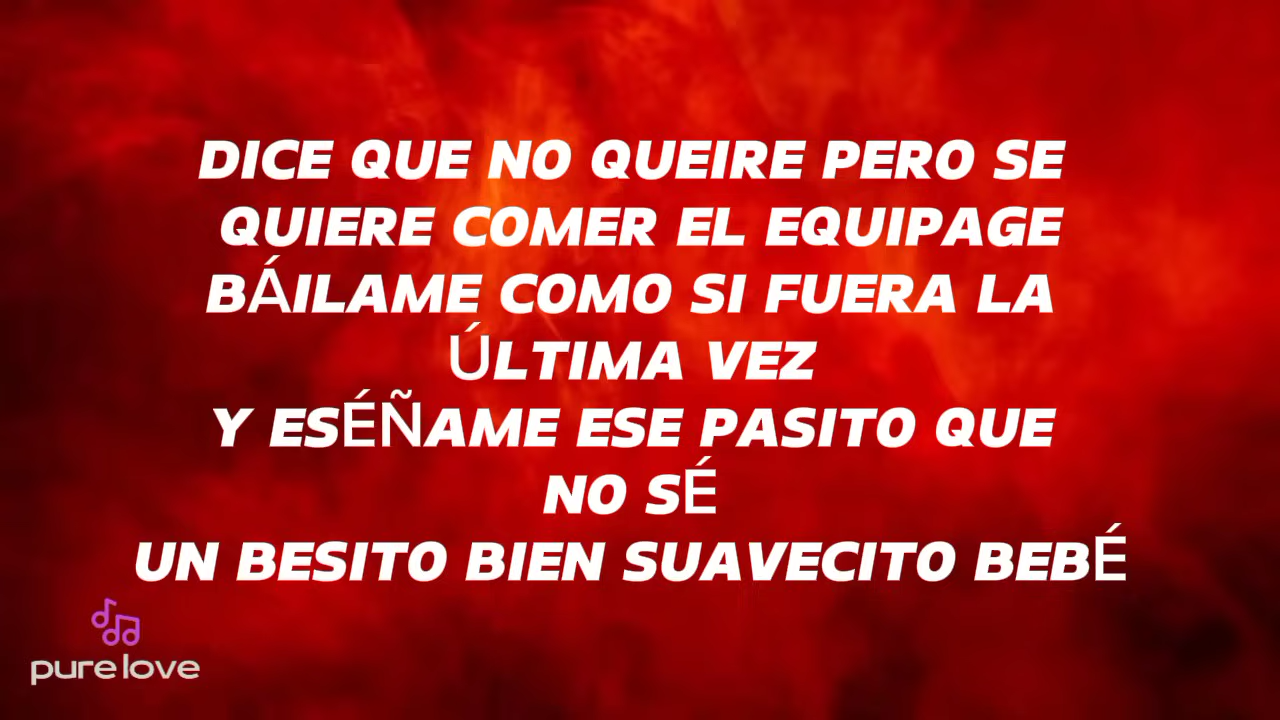 DICE QUE NO QUEIRE PERO SE
QUIERE COMER EL EQUIPAGE
BÁILAME COMO SI FUERA LA
ÚLTIMA VEZ
Y ESÉÑAME ESE PASITO QUE
NO SÉ
UN BESITO BIEN SUAVECITO BEBÉ
pure love